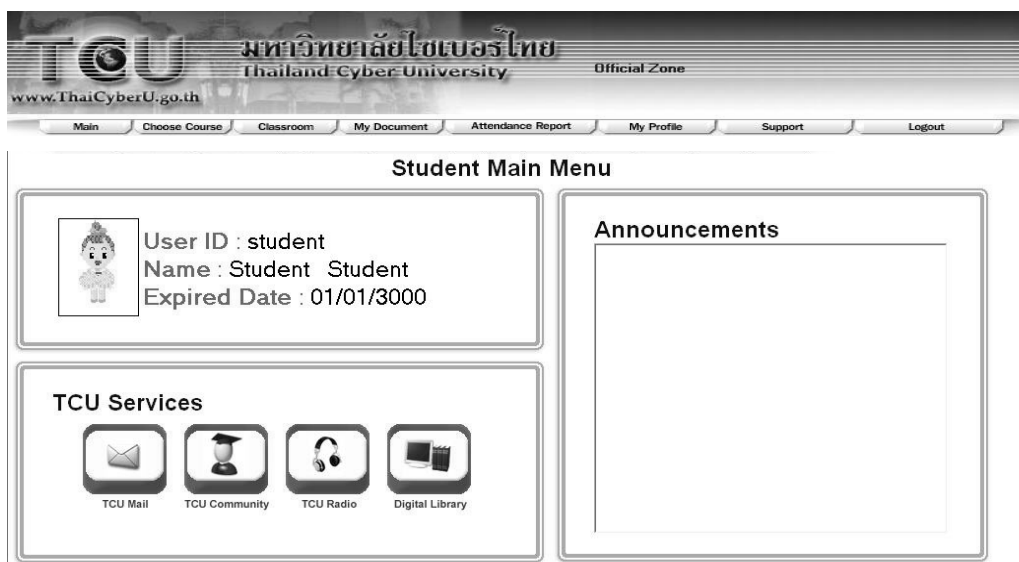 TCU
มหาวิทยาลัยไซเบอร์ไทย
Thailand Cyber University
Official Zone
www.ThaiCyberU.go.th
Main Choose Course Classroom My Document Attendance Report My Profile Support Logout
Student Main Menu
User ID : student
Name : Student Student
Expired Date : 01/01/3000
TCU Services
TCU Mail TCU Community TCU Radio Digital Library
Announcements